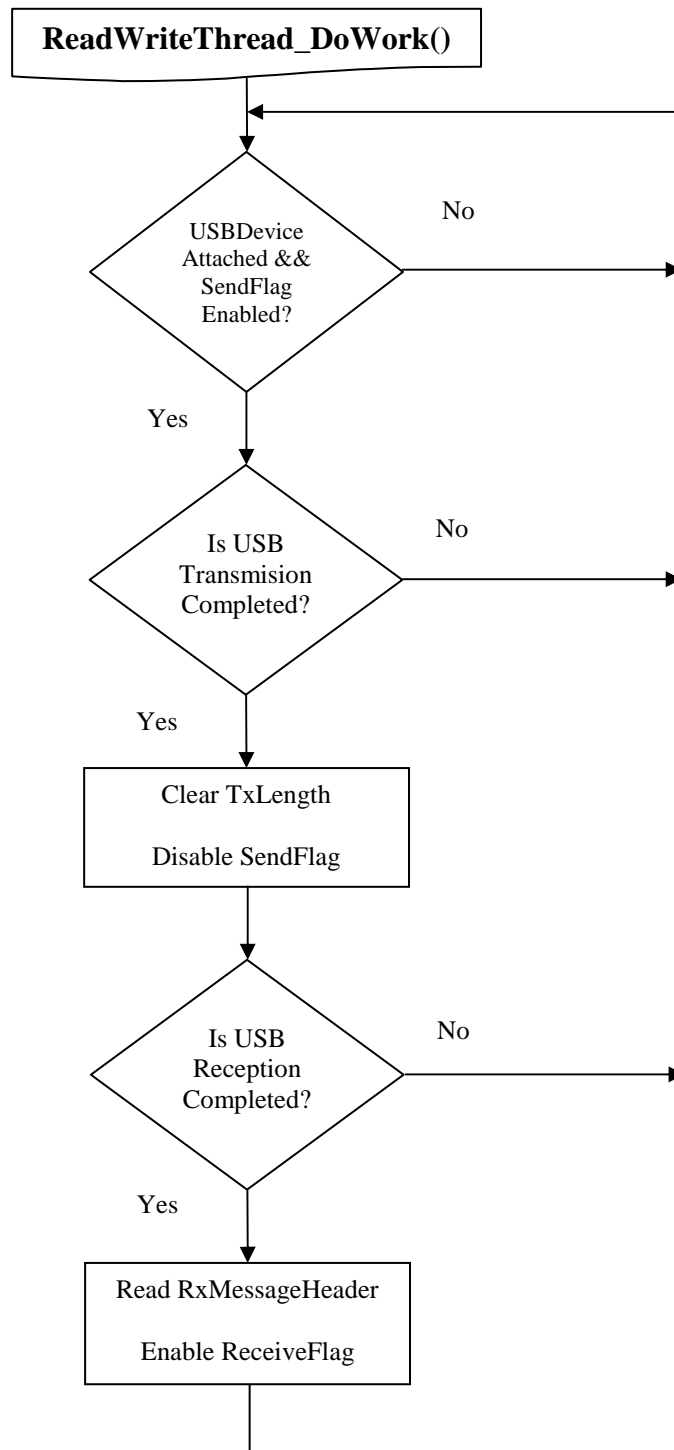 ReadWriteThread_DoWork()
No
USBDevice
Attached &&
SendFlag
Enabled?
Yes
No
Is USB
Transmision
Completed?
Yes
Clear TxLength
Disable SendFlag
No
Is USB
Reception
Completed?
Yes
Read RxMessageHeader
Enable ReceiveFlag